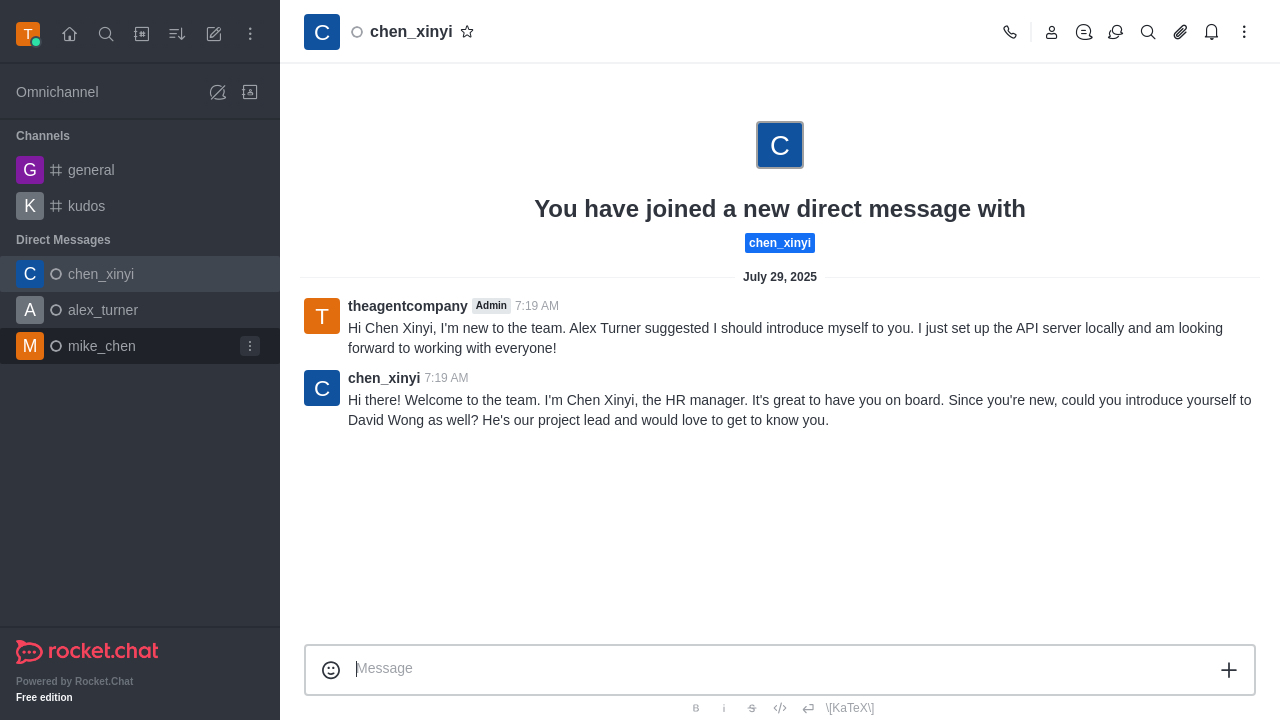 T
C
chen_xinyi
Omnichannel
Channels
G
general
K
kudos
Direct Messages
C
chen_xinyi
A
alex_turner
M
mike_chen
rocket.chat
Powered by Rocket.Chat
Free edition
C
You have joined a new direct message with
chen_xinyi
July 29, 2025
T
theagentcompany Admin 7:19 AM
Hi Chen Xinyi, I'm new to the team. Alex Turner suggested I should introduce myself to you. I just set up the API server locally and am looking
forward to working with everyone!
C
chen_xinyi 7:19 AM
Hi there! Welcome to the team. I'm Chen Xinyi, the HR manager. It's great to have you on board. Since you're new, could you introduce yourself to
David Wong as well? He's our project lead and would love to get to know you.
Message
B i S \[KaTeX\]